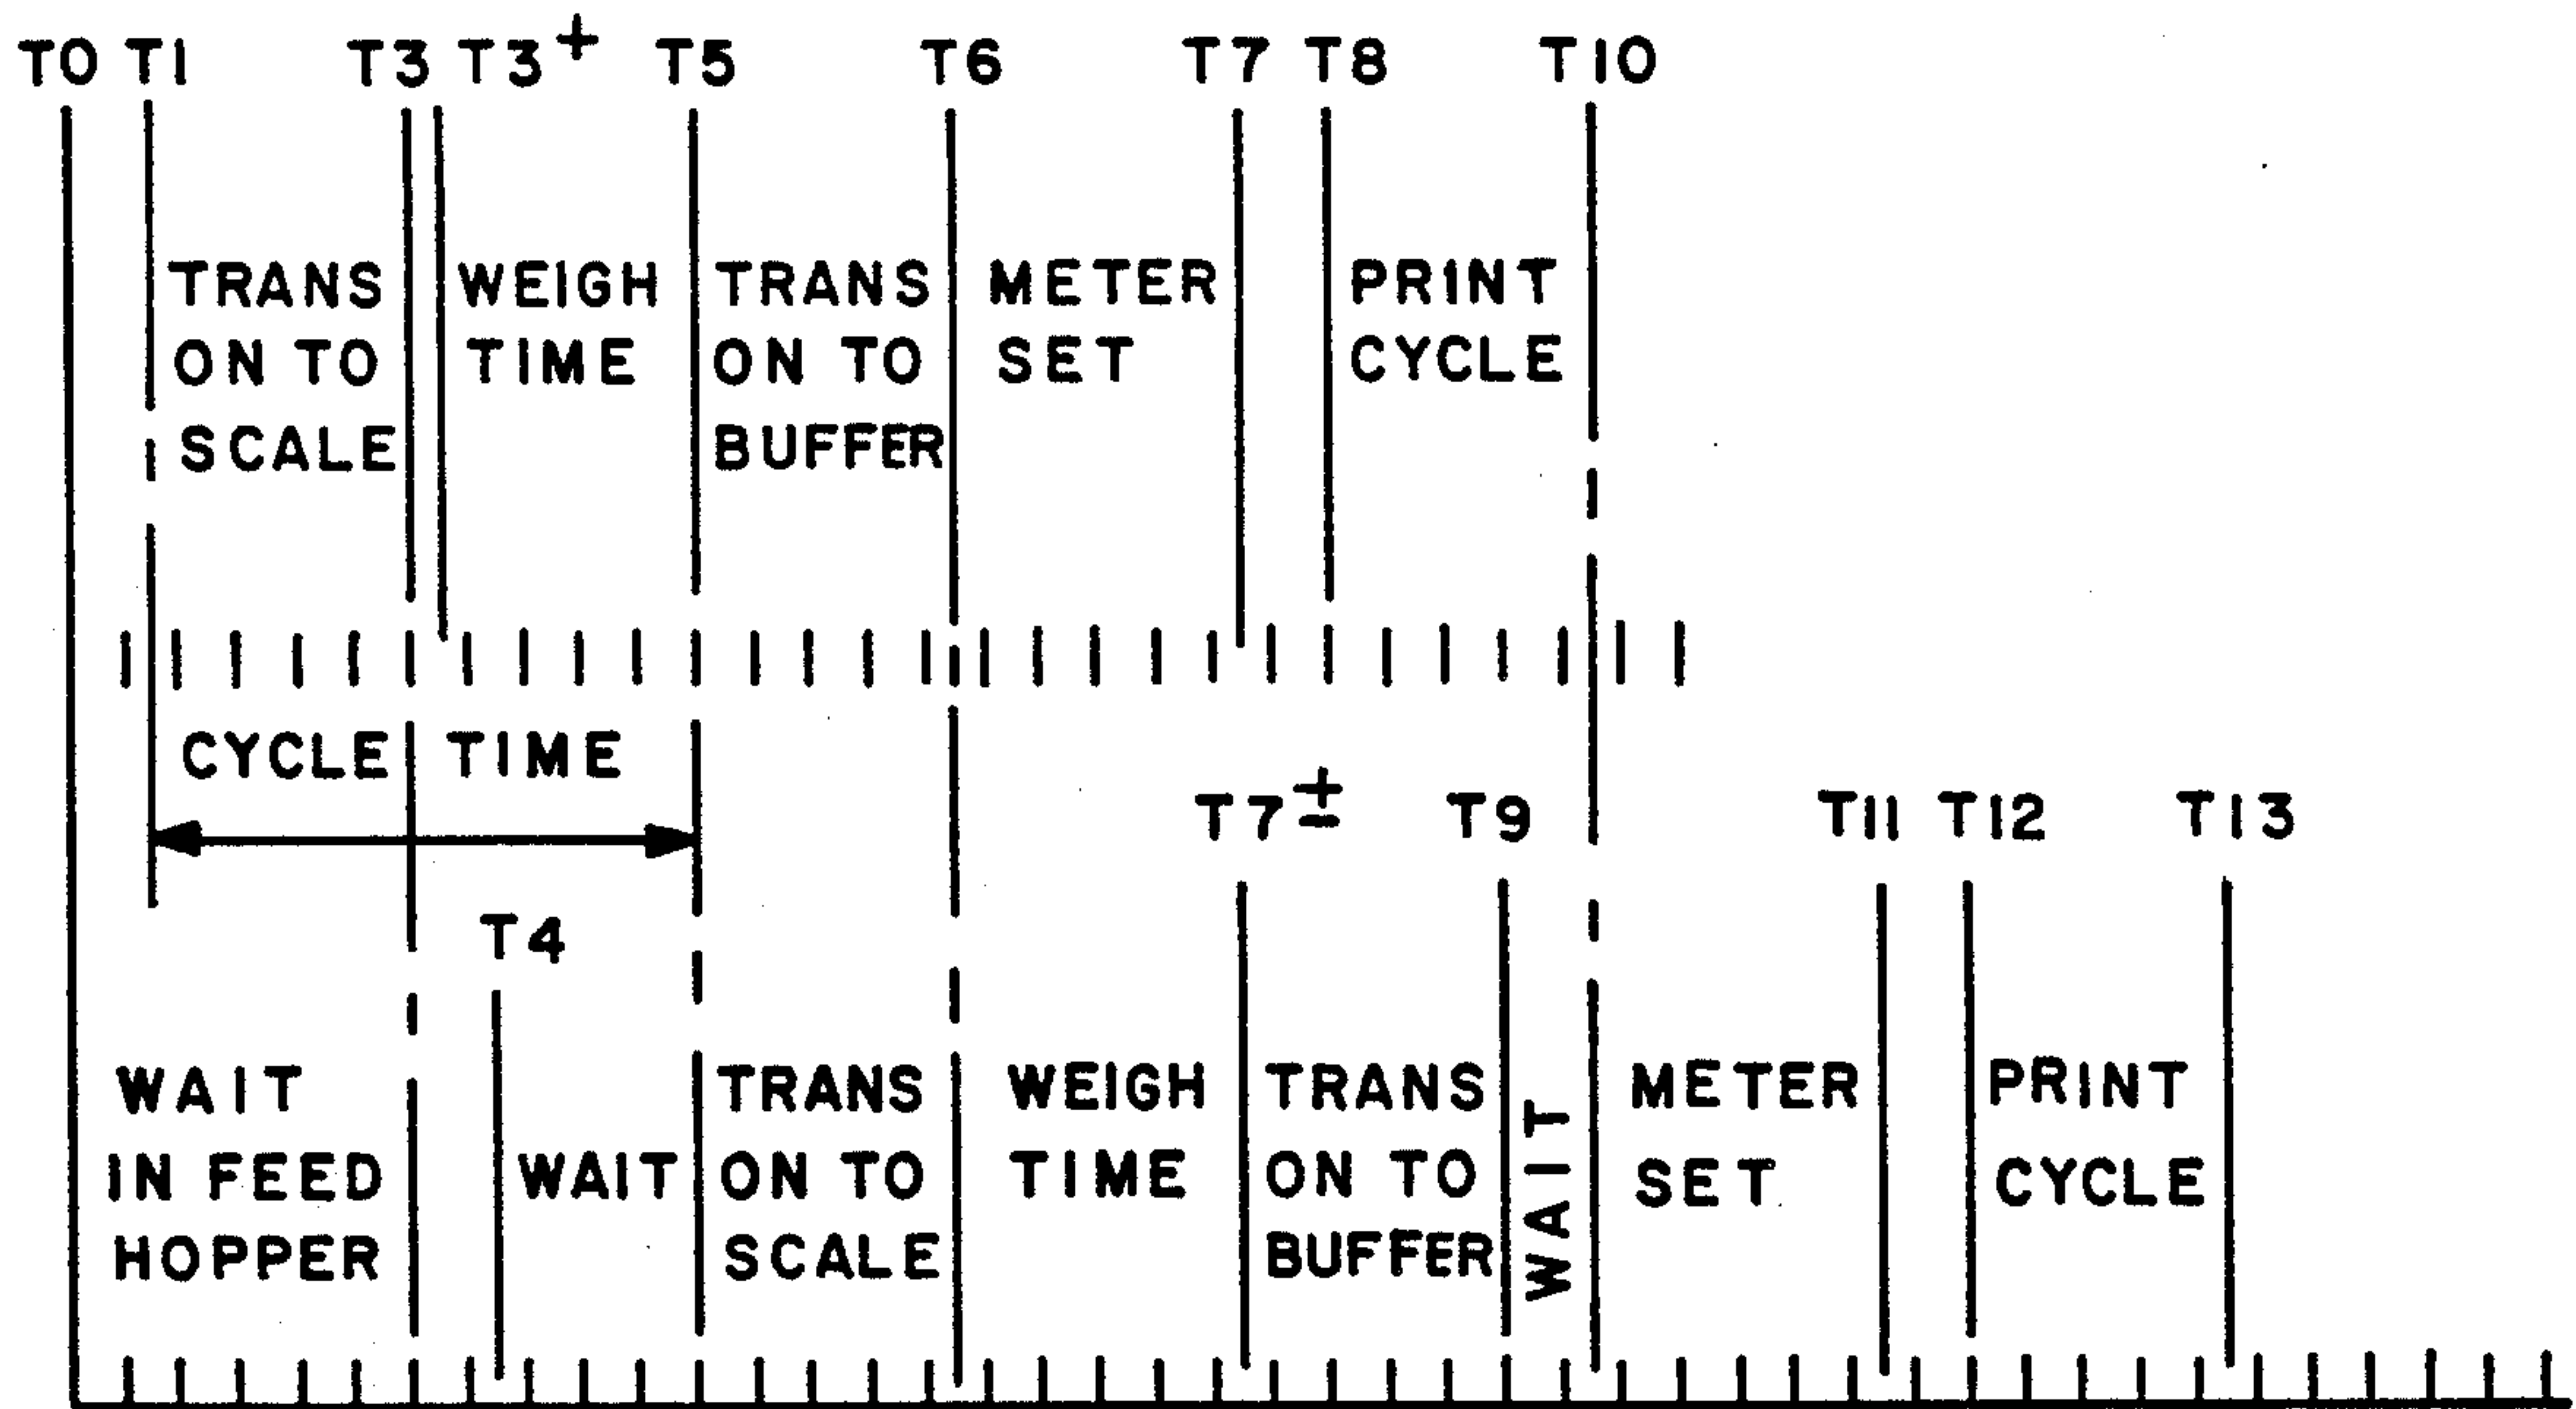 T0 T1 T3 T3+ T5 T6 T7 T8 T10
TRANS ON TO SCALE
WEIGH TIME
TRANS ON TO BUFFER
METER SET
PRINT CYCLE
CYCLE TIME
T7± T9 T11 T12 T13
T4
WAIT IN FEED HOPPER
WAIT
TRANS ON TO SCALE
WEIGH TIME
TRANS ON TO BUFFER
WAIT
METER SET
PRINT CYCLE